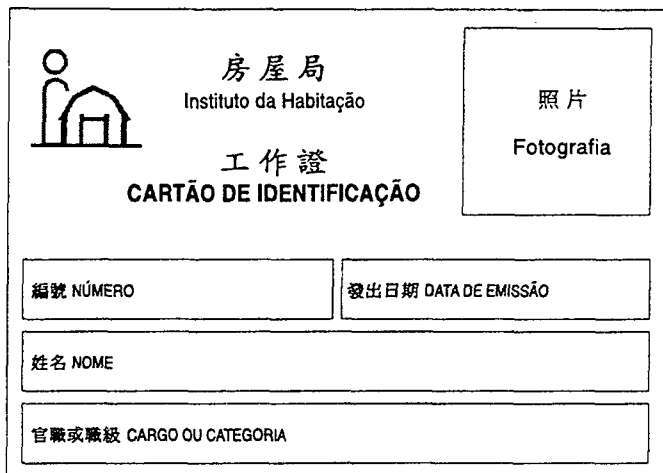 房屋局
Instituto da Habitação
工作證
CARTÃO DE IDENTIFICAÇÃO
照片
Fotografia
編號 NÚMERO
發出日期 DATA DE EMISSÃO
姓名 NOME
官職或職級 CARGO OU CATEGORIA